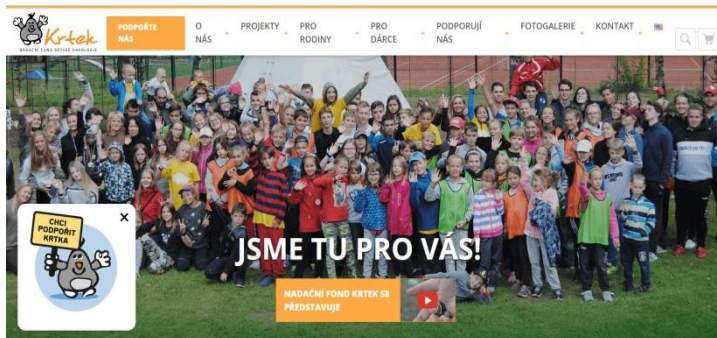 Krtek
NADAČNÍ FOND DĚTSKÉ ONKOLOGIE
PODPOŘTE
NÁS
O
NÁS
PROJEKTY
PRO
RODINY
PRO
DÁRCE
PODPORUJÍ
NÁS
FOTOGALERIE
KONTAKT
CHCI
PODPOŘIT
KRTKA
JSME TU PRO VÁS!
NADAČNÍ FOND KRTEK SE
PŘEDSTAVUJE